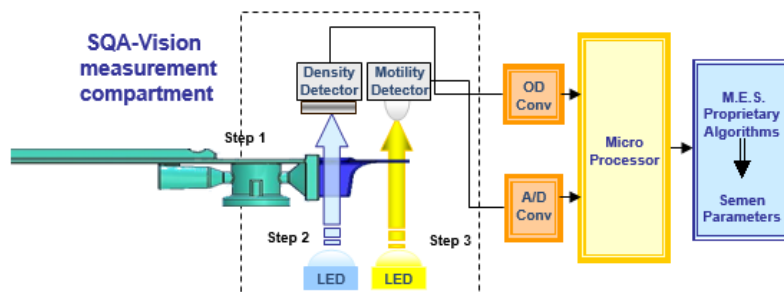 SQA-Vision
measurement
compartment
Density
Detector
Motility
Detector
Step 1
Step 2
Step 3
LED
LED
OD
Conv
A/D
Conv
Micro
Processor
M.E.S.
Proprietary
Algorithms
Semen
Parameters